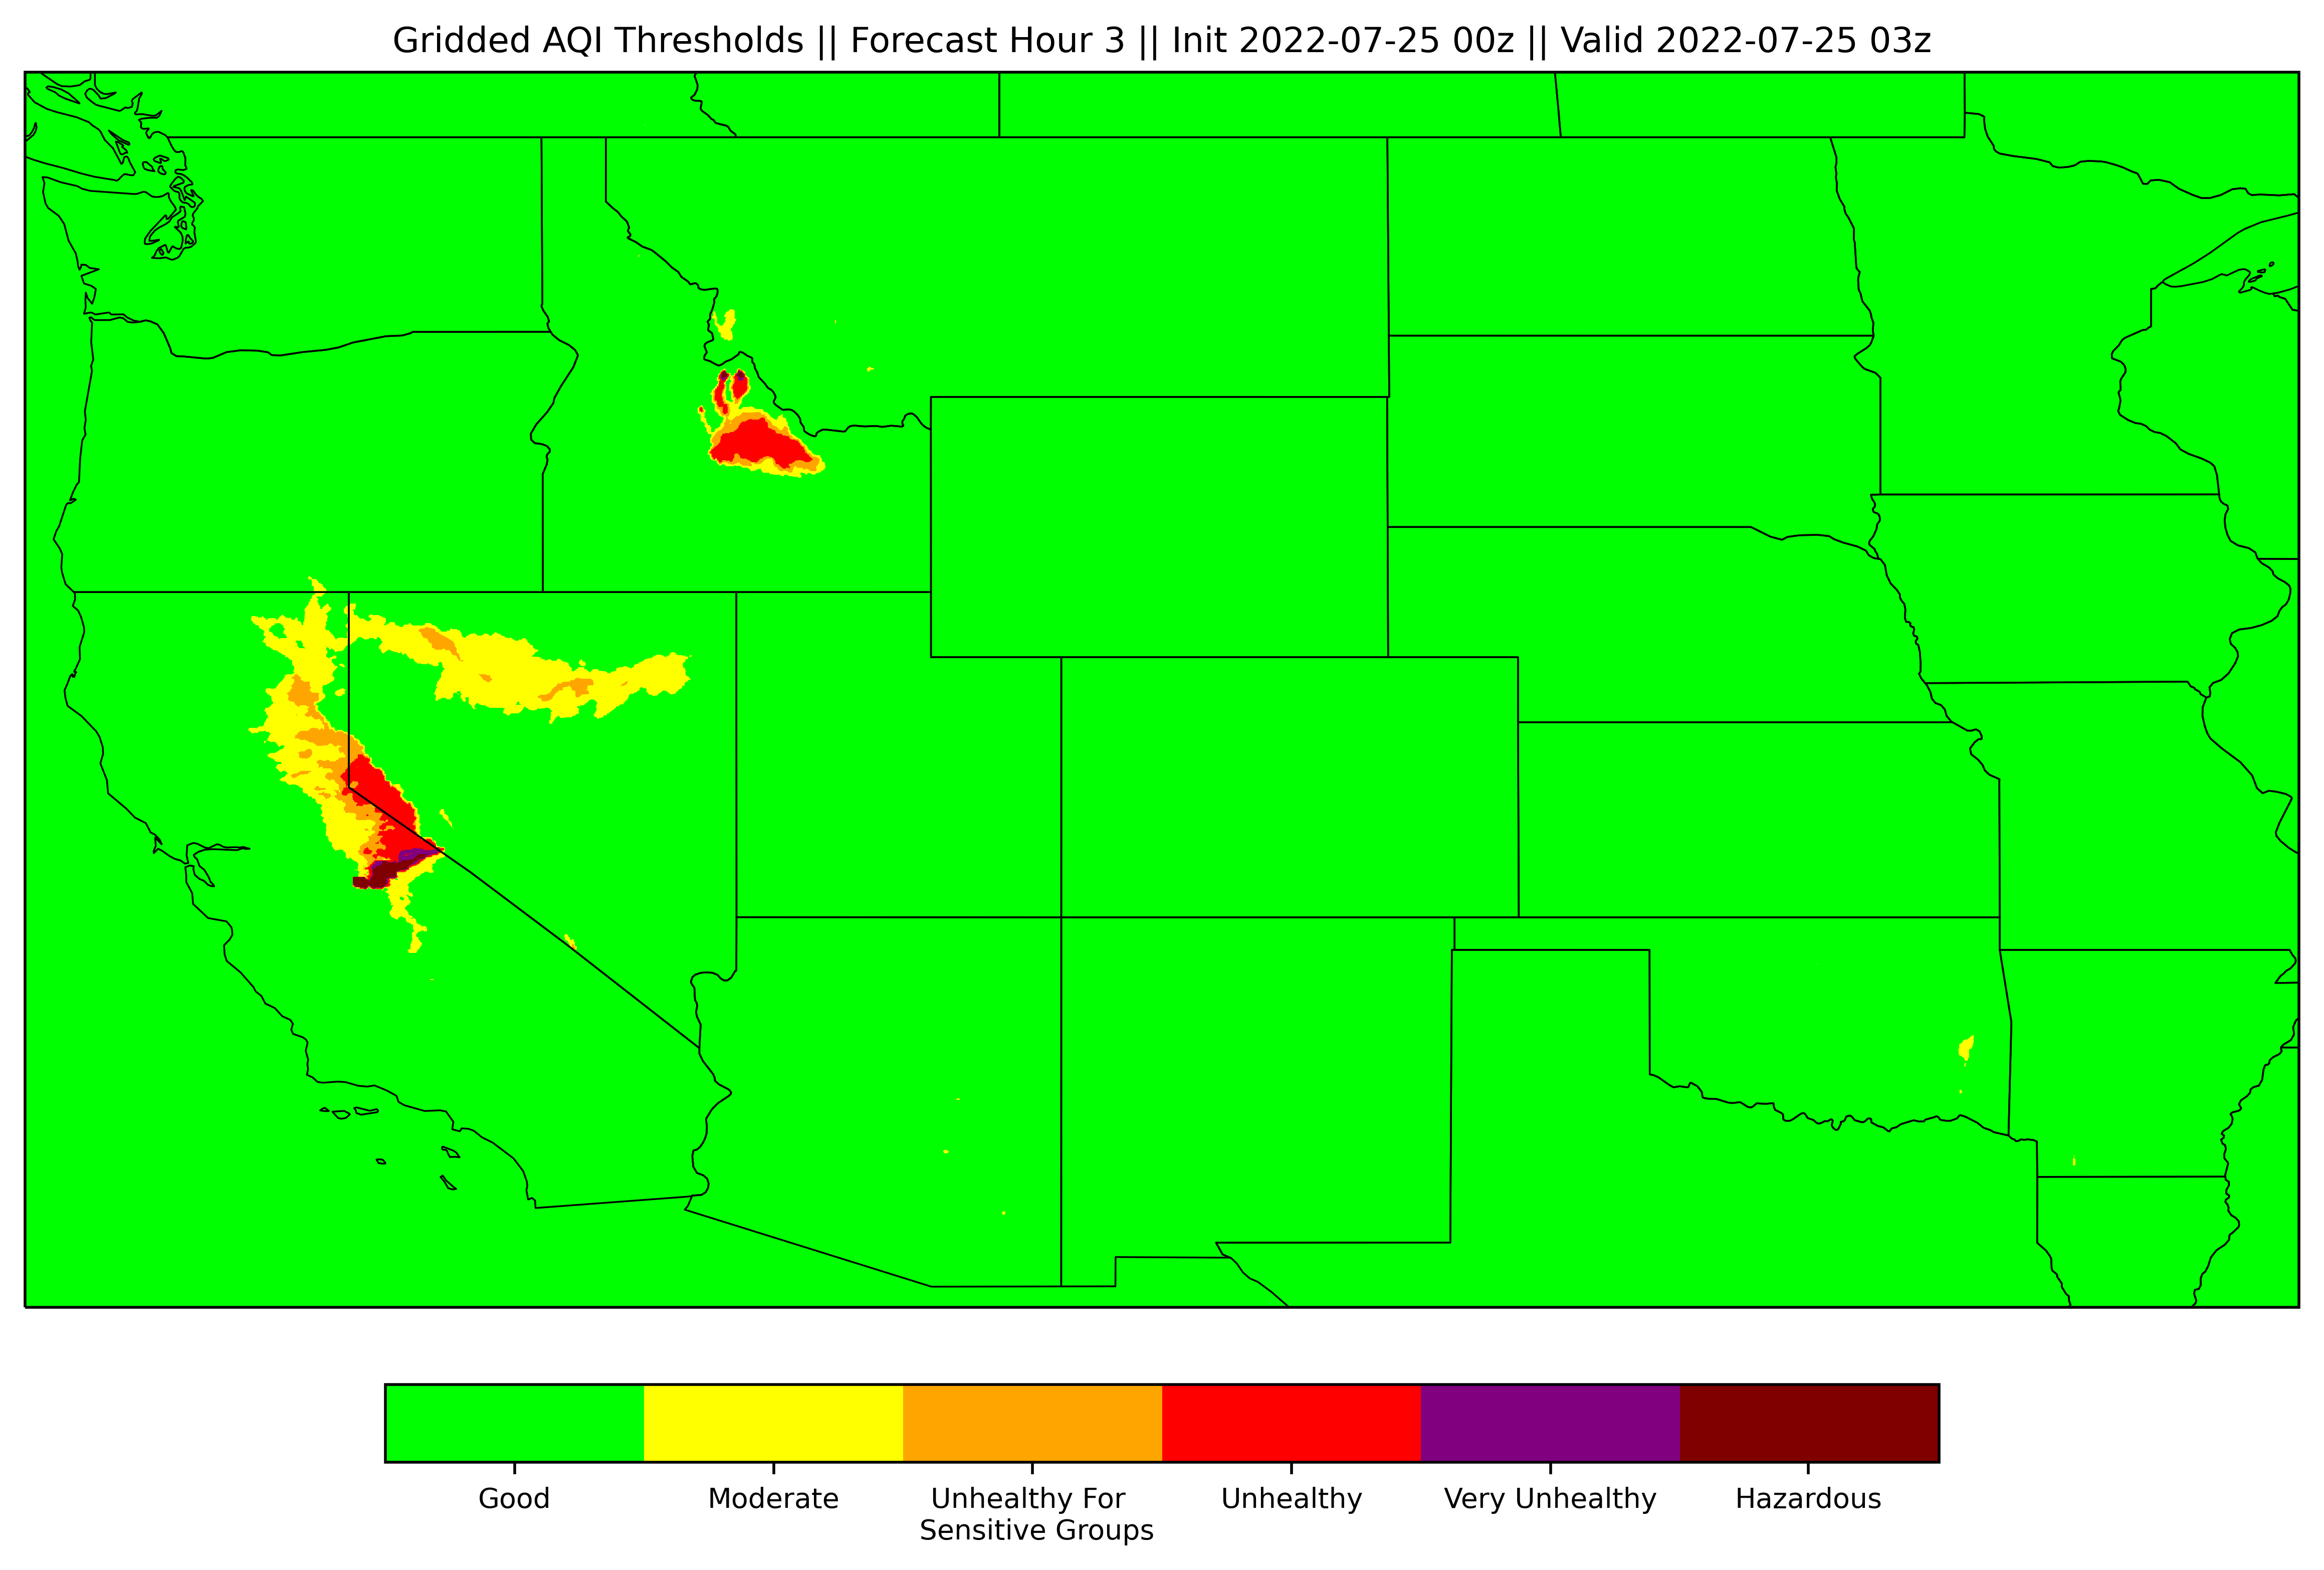 Gridded AQI Thresholds || Forecast Hour 3 || Init 2022-07-25 00z || Valid 2022-07-25 03z
Good
Moderate
Unhealthy For
Sensitive Groups
Unhealthy
Very Unhealthy
Hazardous